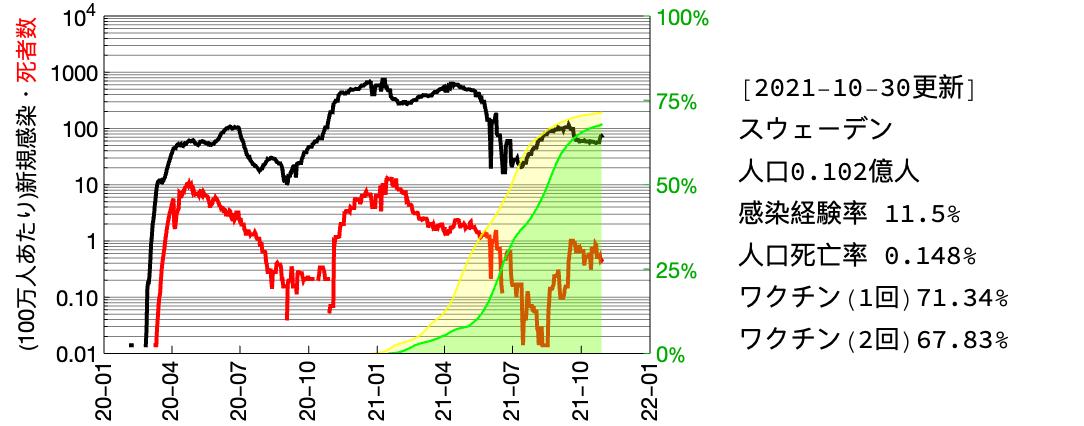 (100万人あたり)新規感染・死者数
10^4
1000
100
10
1
0.10
0.01
100%
75%
50%
25%
0%
20-01
20-04
20-07
20-10
21-01
21-04
21-07
21-10
22-01
[2021-10-30更新]
スウェーデン
人口0.102億人
感染経験率 11.5%
人口死亡率 0.148%
ワクチン(1回)71.34%
ワクチン(2回)67.83%